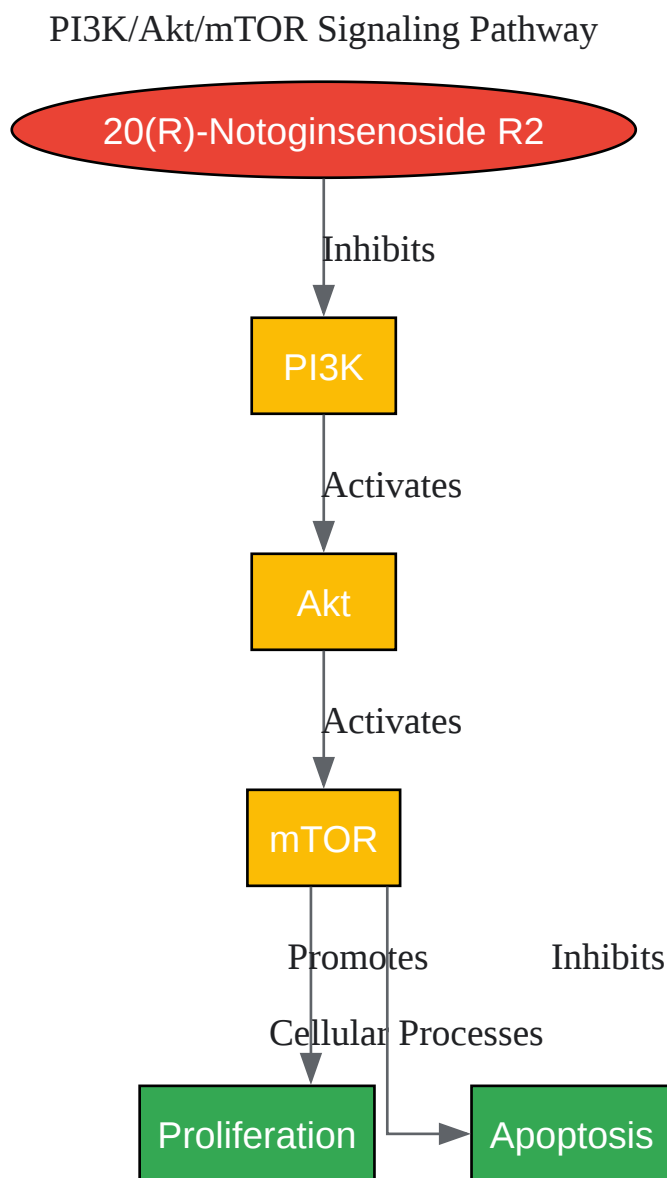 PI3K/Akt/mTOR Signaling Pathway
20(R)-Notoginsenoside R2
Inhibits
PI3K
Activates
Akt
Activates
mTOR
Promotes
Inhibits
Cellular Processes
Proliferation
Apoptosis